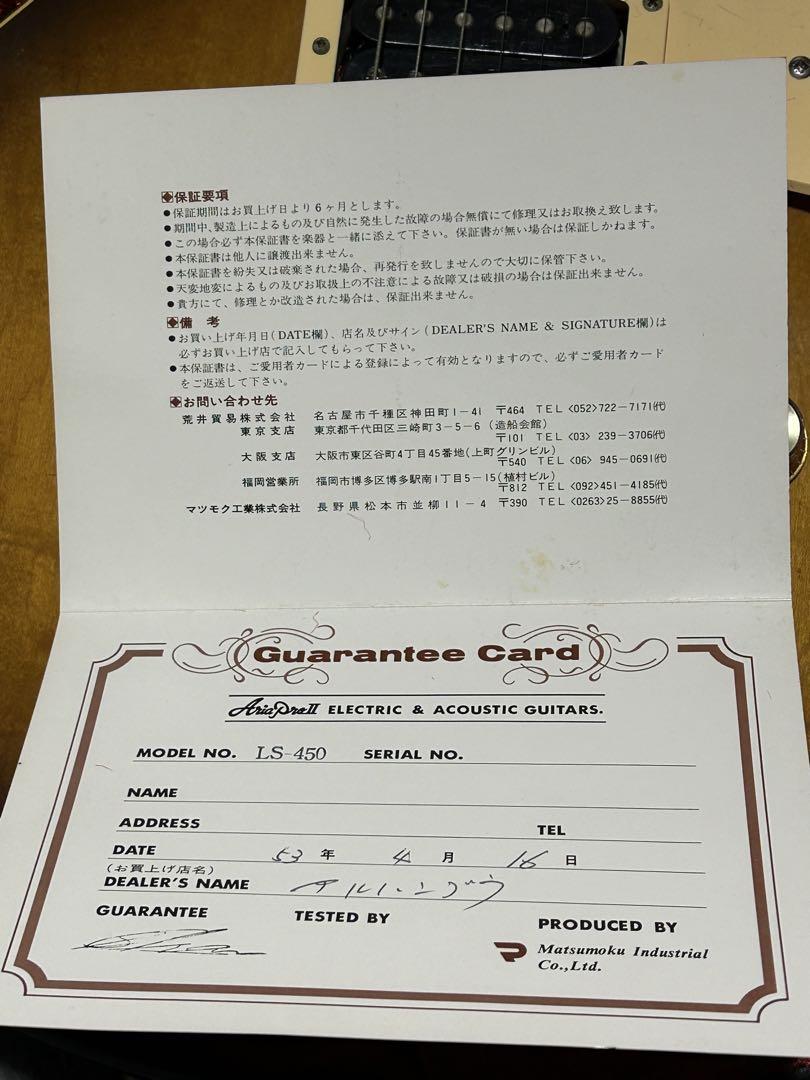 保証要項
●保証期間はお買上げ日より6ヶ月とします。
●期間中、製造上によるもの及び自然に発生した故障の場合無償にて修理又はお取換え致します。
●この場合必ず本保証書を楽器と一緒に添えて下さい。保証書が無い場合は保証しかねます。
●本保証書は他人に譲渡出来ません。
●本保証書を紛失又は破棄された場合、再発行を致しませんので大切に保管下さい。
●天変地変によるもの及びお取扱上の不注意による故障又は破損の場合は保証出来ません。
●貴方にて、修理とか改造された場合は、保証出来ません。
備 考
●お買い上げ年月日(DATE欄)、店名及びサイン(DEALER'S NAME & SIGNATURE欄)は
必ずお買い上げ店で記入してもらって下さい。
●本保証書は、ご愛用者カードによる登録によって有効となりますので、必ずご愛用者カード
をご返送して下さい。
お問い合わせ先
荒井貿易株式会社 名古屋市千種区神田町1-41 〒464 TEL<052>722-7171(代)
東京支店 東京都千代田区三崎町3-5-6 (造船会館)
〒101 TEL<03> 239-3706(代)
大阪支店 大阪市東区谷町4丁目45番地(上町グリンビル)
〒540 TEL<06> 945-0691(代)
福岡営業所 福岡市博多区博多駅南1丁目5-15(植村ビル)
〒812 TEL<092>451-4185(代)
マツモク工業株式会社 長野県松本市並柳11-4 〒390 TEL<0263>25-8855(代)
Guarantee Card
Aria Pro II ELECTRIC & ACOUSTIC GUITARS.
MODEL NO. LS-450 SERIAL NO.
NAME
ADDRESS TEL
DATE 53 年 4 月 16 日
(お買上げ店名)
DEALER'S NAME
GUARANTEE TESTED BY PRODUCED BY
Matsumoku Industrial
Co.,Ltd.